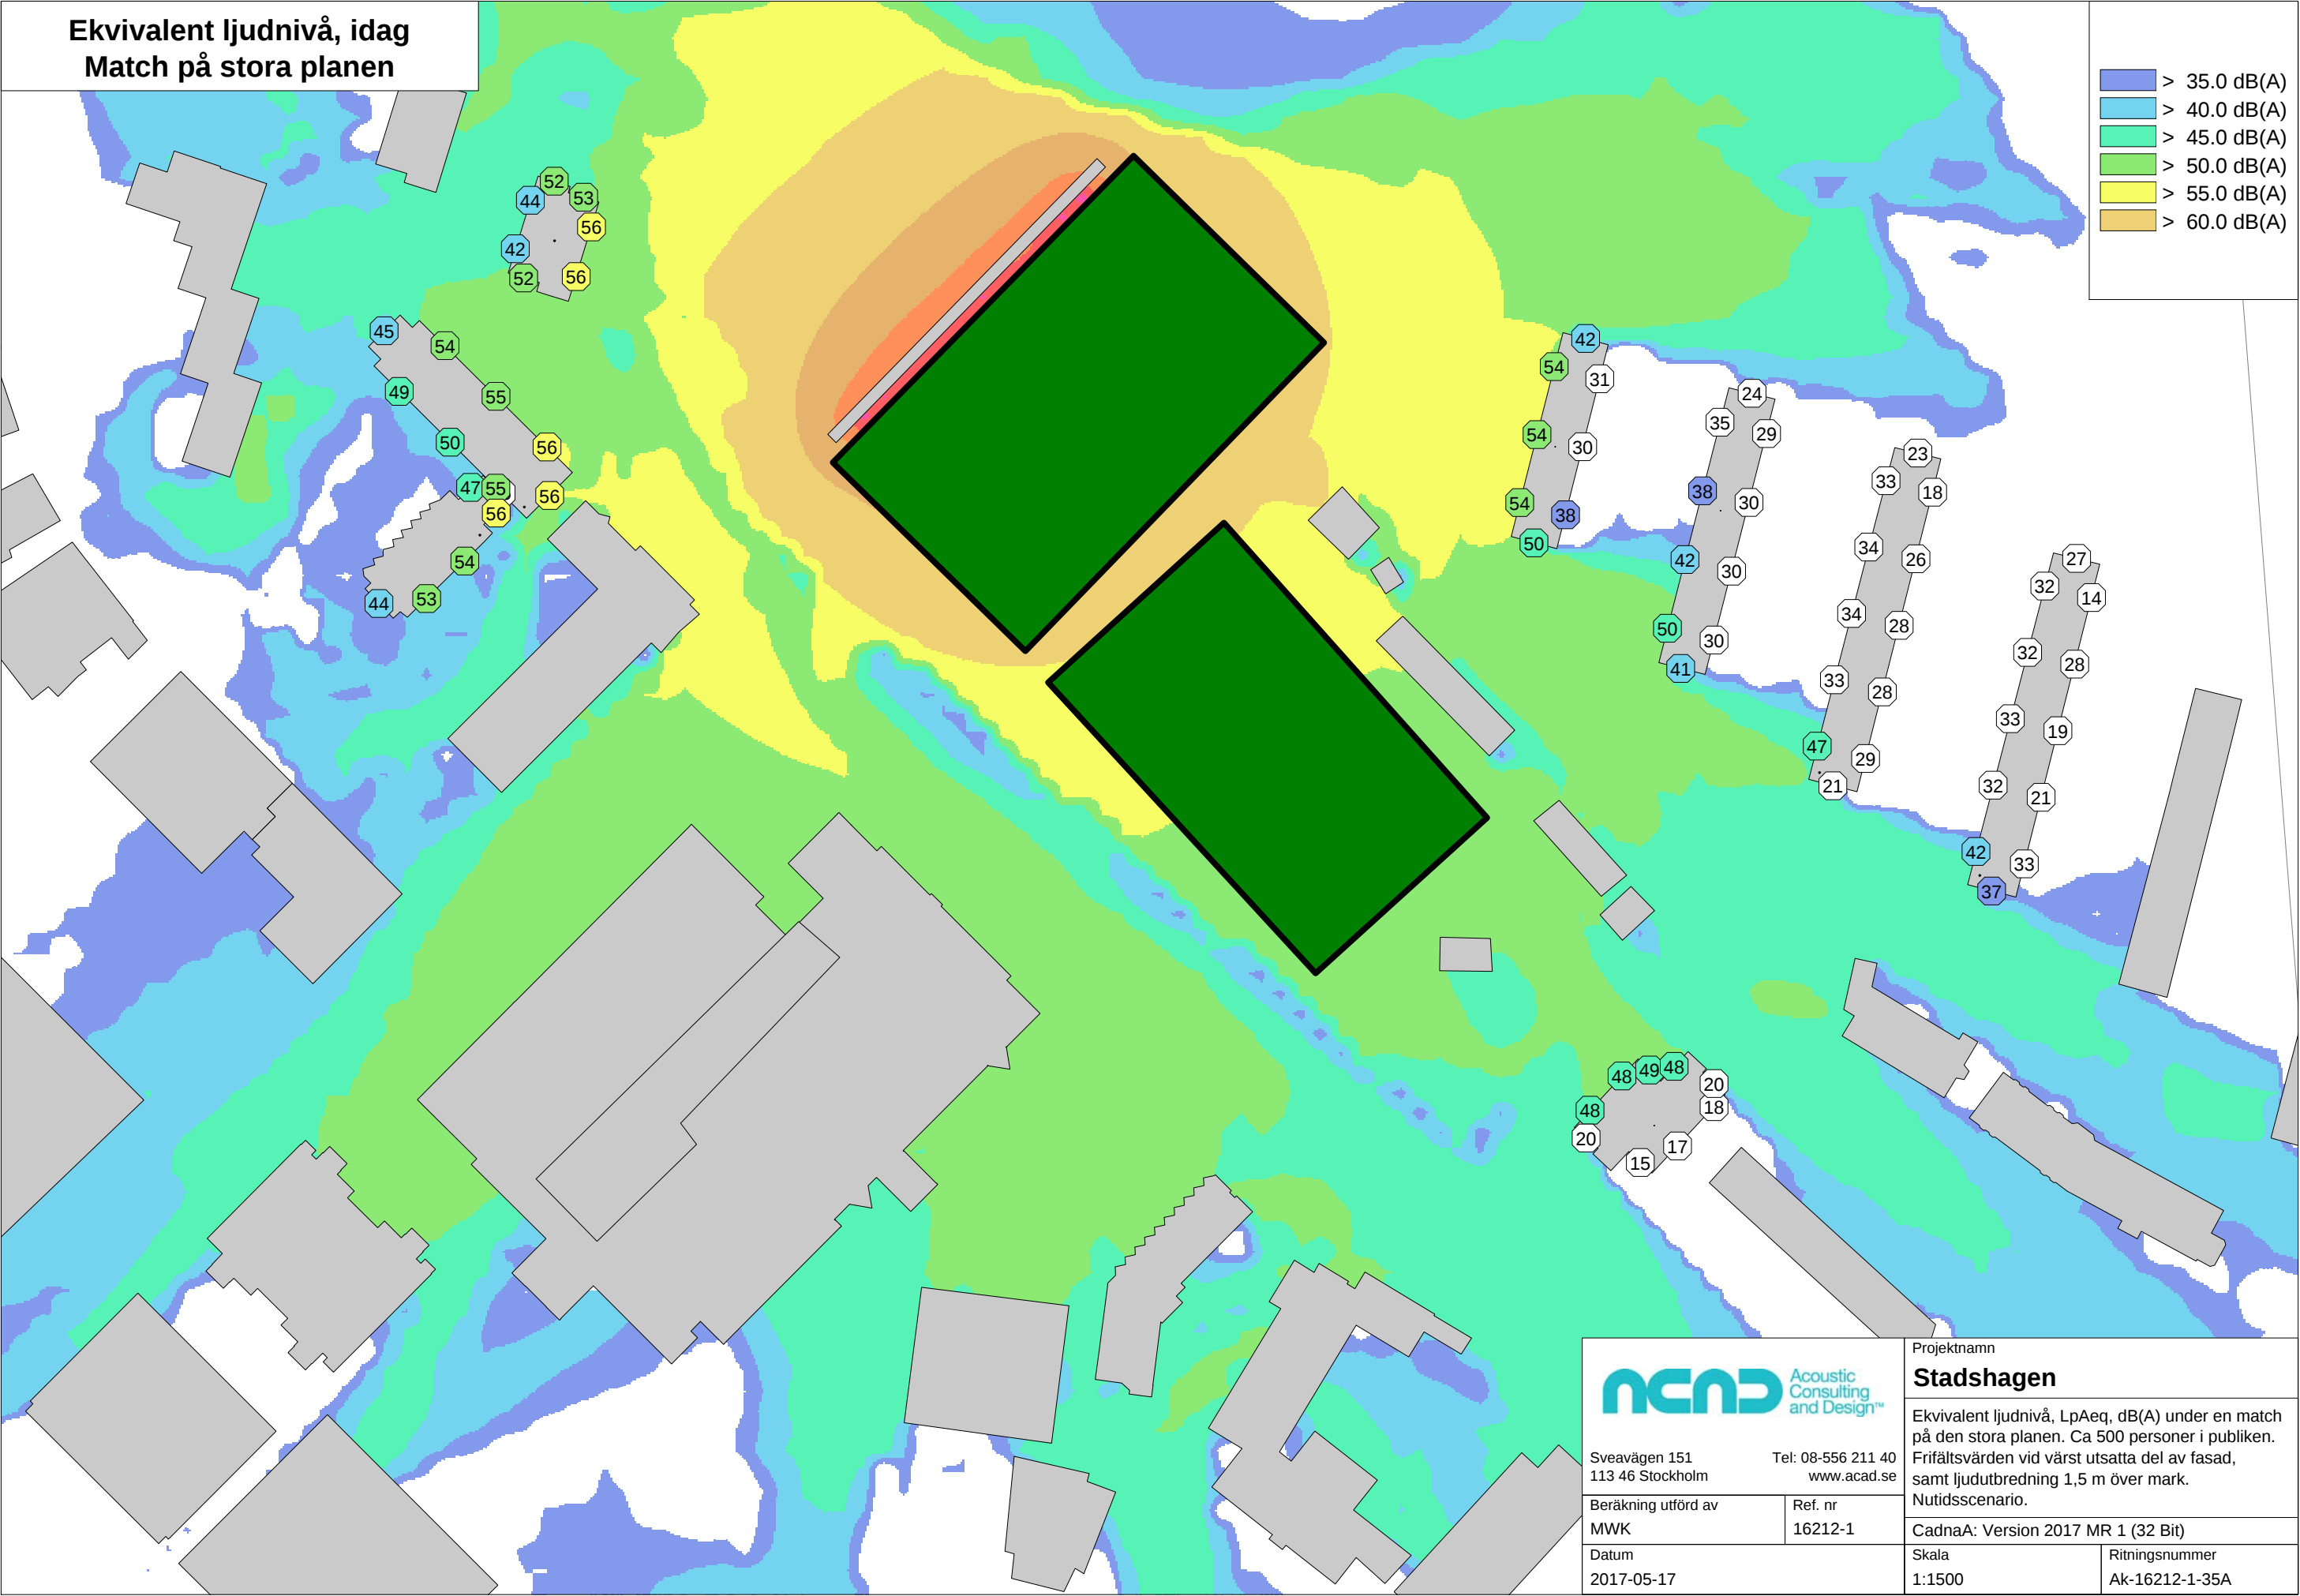 Ekvivalent ljudnivå, idag
Match på stora planen
> 35.0 dB(A)
> 40.0 dB(A)
> 45.0 dB(A)
> 50.0 dB(A)
> 55.0 dB(A)
> 60.0 dB(A)
52
44
53
56
42
52
56
45
54
49
55
50
56
47
55
56
56
54
44
53
42
54
31
54
30
54
38
50
24
35
29
38
30
42
30
50
30
41
23
33
18
34
26
34
28
33
28
47
29
21
27
32
14
32
28
33
19
32
21
42
33
37
48
49
48
20
48
18
20
17
15
acad
Acoustic
Consulting
and Design™
Sveavägen 151
Tel: 08-556 211 40
113 46 Stockholm
www.acad.se
Beräkning utförd av
MWK
Ref. nr
16212-1
Datum
2017-05-17
Projektnamn
Stadshagen
Ekvivalent ljudnivå, LpAeq, dB(A) under en match
på den stora planen. Ca 500 personer i publiken.
Frifältsvärden vid värst utsatta del av fasad,
samt ljudutbredning 1,5 m över mark.
Nutidsscenario.
CadnaA: Version 2017 MR 1 (32 Bit)
Skala
1:1500
Ritningsnummer
Ak-16212-1-35A